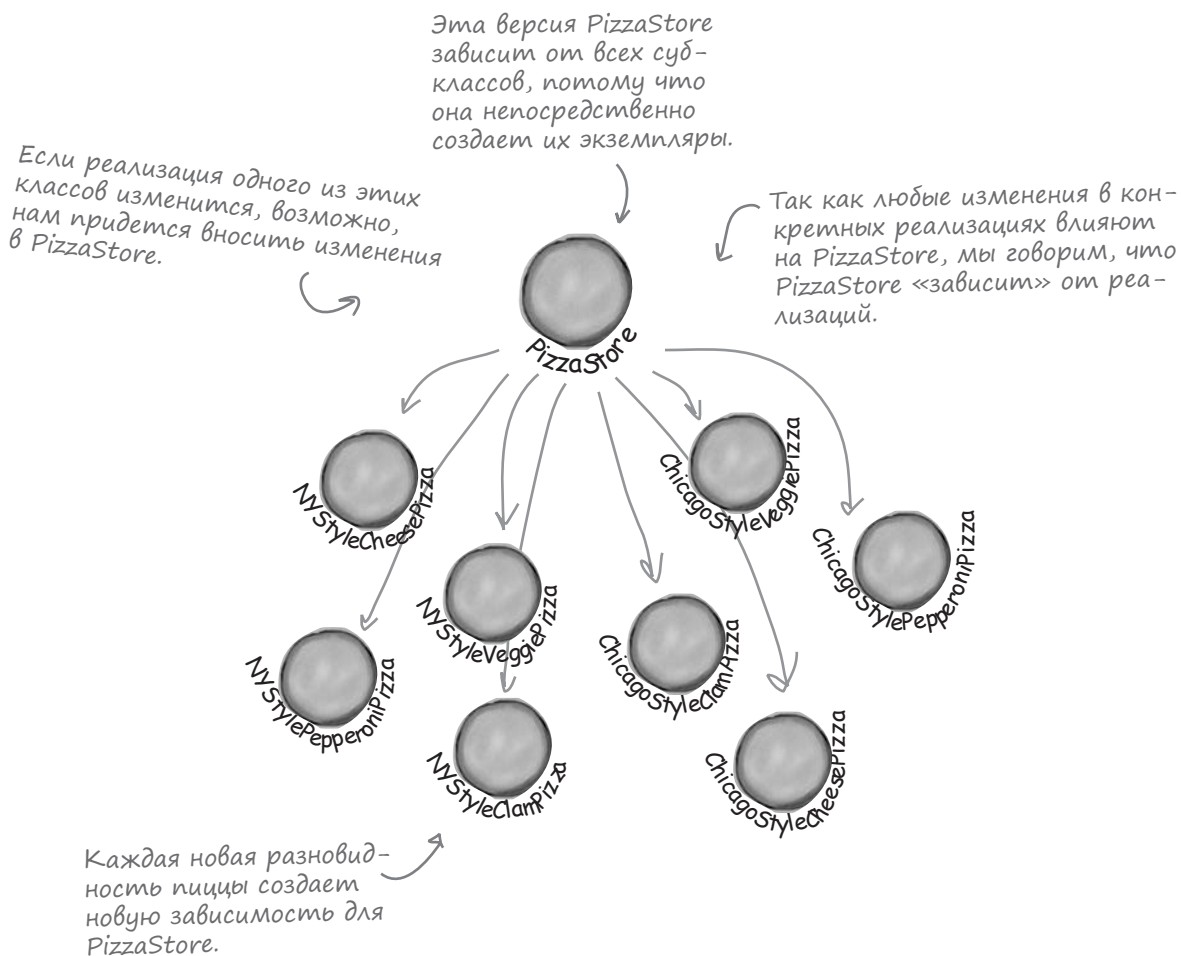 Эта версия PizzaStore
зависит от всех суб-
классов, потому что
она непосредственно
создает их экземпляры.
Если реализация одного из этих
классов изменится, возможно,
нам придется вносить изменения
в PizzaStore.
Так как любые изменения в кон-
кретных реализациях влияют
на PizzaStore, мы говорим, что
PizzaStore «зависит» от реа-
лизаций.
PizzaStore
NYStyleCheesePizza
ChicagoStyleVeggiePizza
ChicagoStylePepperoniPizza
NYStyleVeggiePizza
ChicagoStyleClamPizza
NYStylePepperoniPizza
NYStyleClamPizza
ChicagoStyleCheesePizza
Каждая новая разновид-
ность пиццы создает
новую зависимость для
PizzaStore.